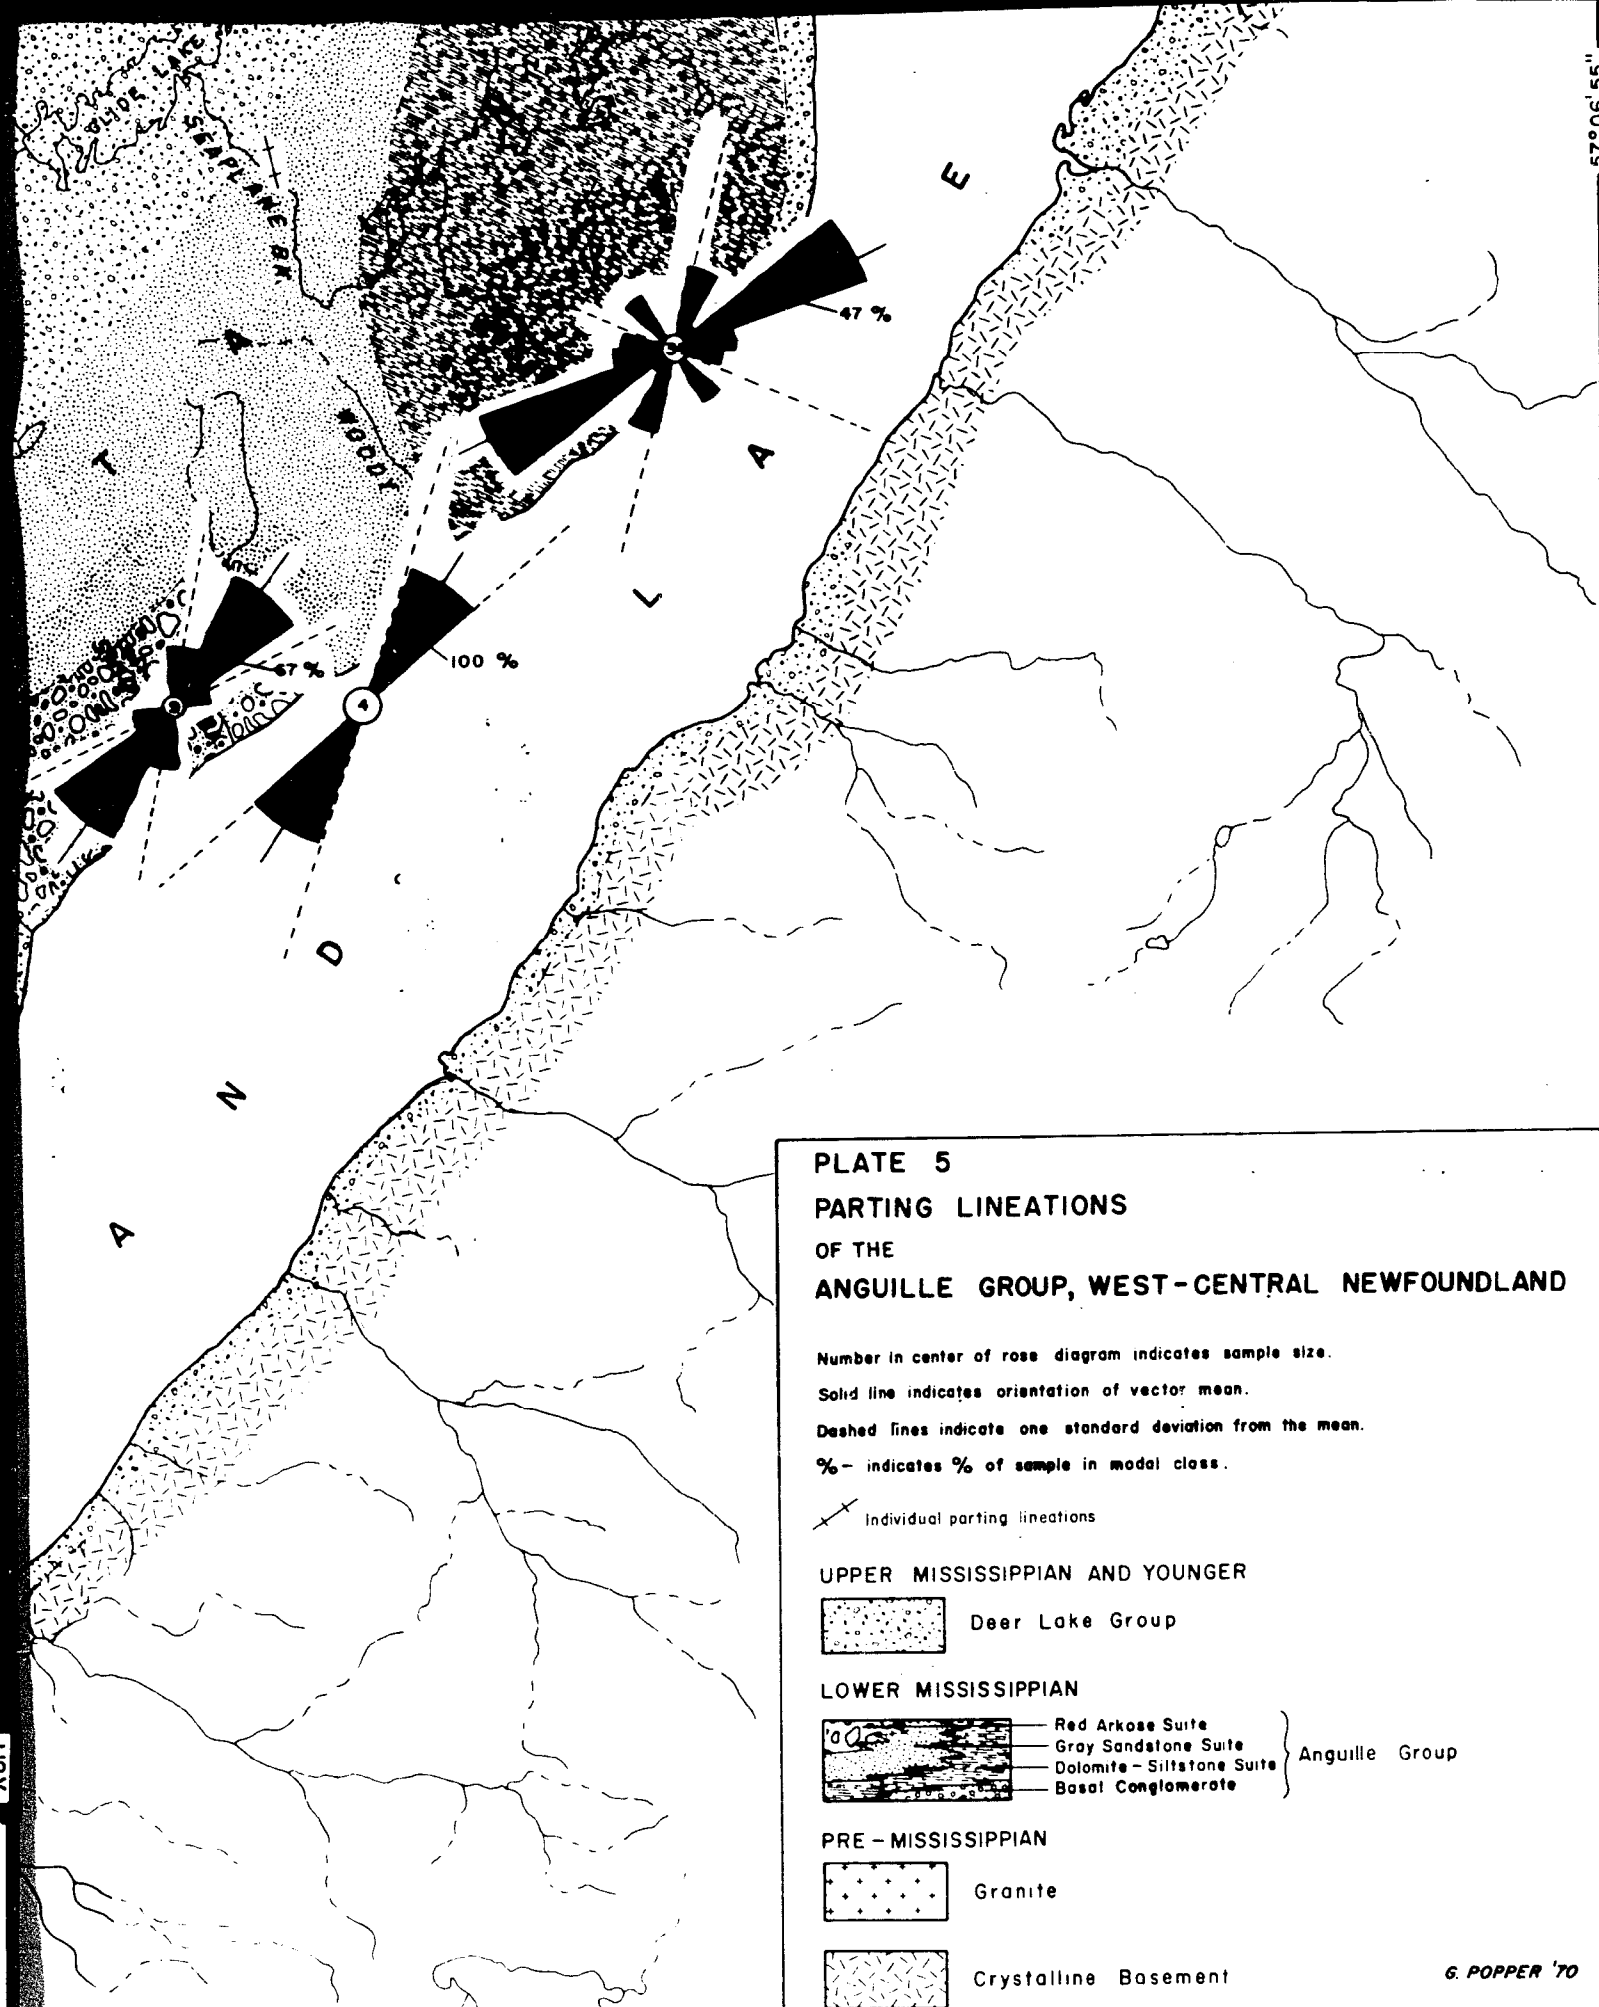 57°06'55"
BLUE LAKE
SEAPLANE BK.
E
47 %
A
T
WOODY
A
L
67 %
100 %
4
D
N
A
PLATE 5
PARTING LINEATIONS
OF THE
ANGUILLE GROUP, WEST-CENTRAL NEWFOUNDLAND
Number in center of rose diagram indicates sample size.
Solid line indicates orientation of vector mean.
Dashed lines indicate one standard deviation from the mean.
%- indicates % of sample in modal class.
Individual parting lineations
UPPER MISSISSIPPIAN AND YOUNGER
Deer Lake Group
LOWER MISSISSIPPIAN
Red Arkose Suite
Gray Sandstone Suite
Dolomite-Siltstone Suite
Basal Conglomerate
Anguille Group
PRE-MISSISSIPPIAN
Granite
Crystalline Basement
G. POPPER '70